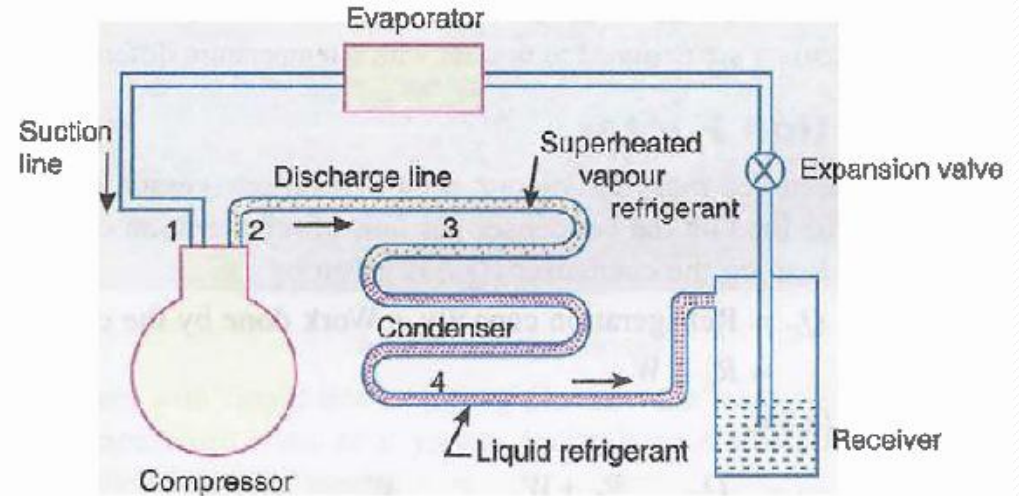 Evaporator
Suction
line
Discharge line
Superheated
vapour
refrigerant
Expansion valve
1
2
3
Condenser
4
Liquid refrigerant
Receiver
Compressor